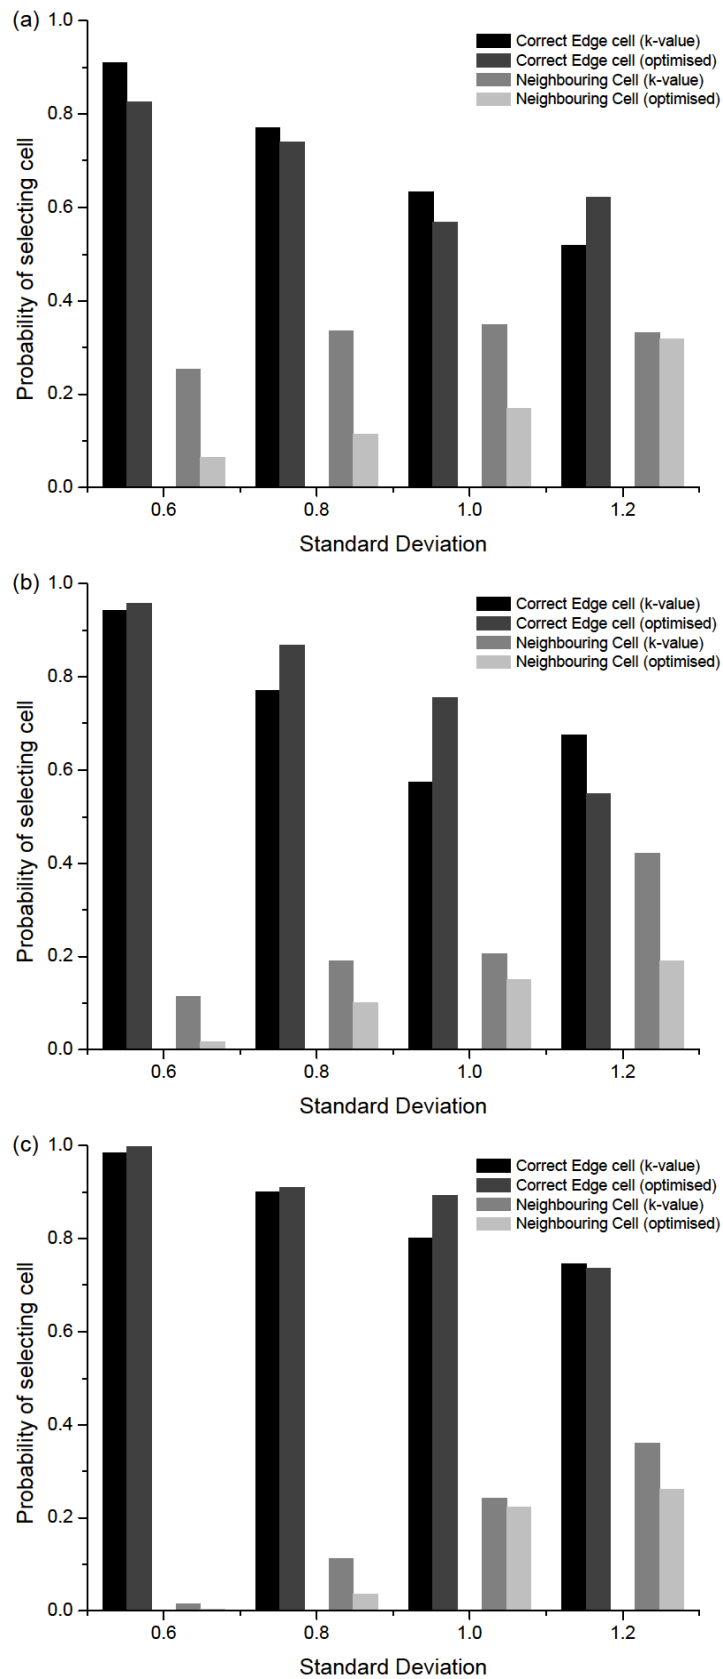 (a)
1.0
Correct Edge cell (k-value)
Correct Edge cell (optimised)
Neighbouring Cell (k-value)
Neighbouring Cell (optimised)
0.8
0.6
0.4
0.2
0.0
Probability of selecting cell
0.6 0.8 1.0 1.2
Standard Deviation
(b)
1.0
Correct Edge cell (k-value)
Correct Edge cell (optimised)
Neighbouring Cell (k-value)
Neighbouring Cell (optimised)
0.8
0.6
0.4
0.2
0.0
Probability of selecting cell
0.6 0.8 1.0 1.2
Standard Deviation
(c)
1.0
Correct Edge cell (k-value)
Correct Edge cell (optimised)
Neighbouring Cell (k-value)
Neighbouring Cell (optimised)
0.8
0.6
0.4
0.2
0.0
Probability of selecting cell
0.6 0.8 1.0 1.2
Standard Deviation